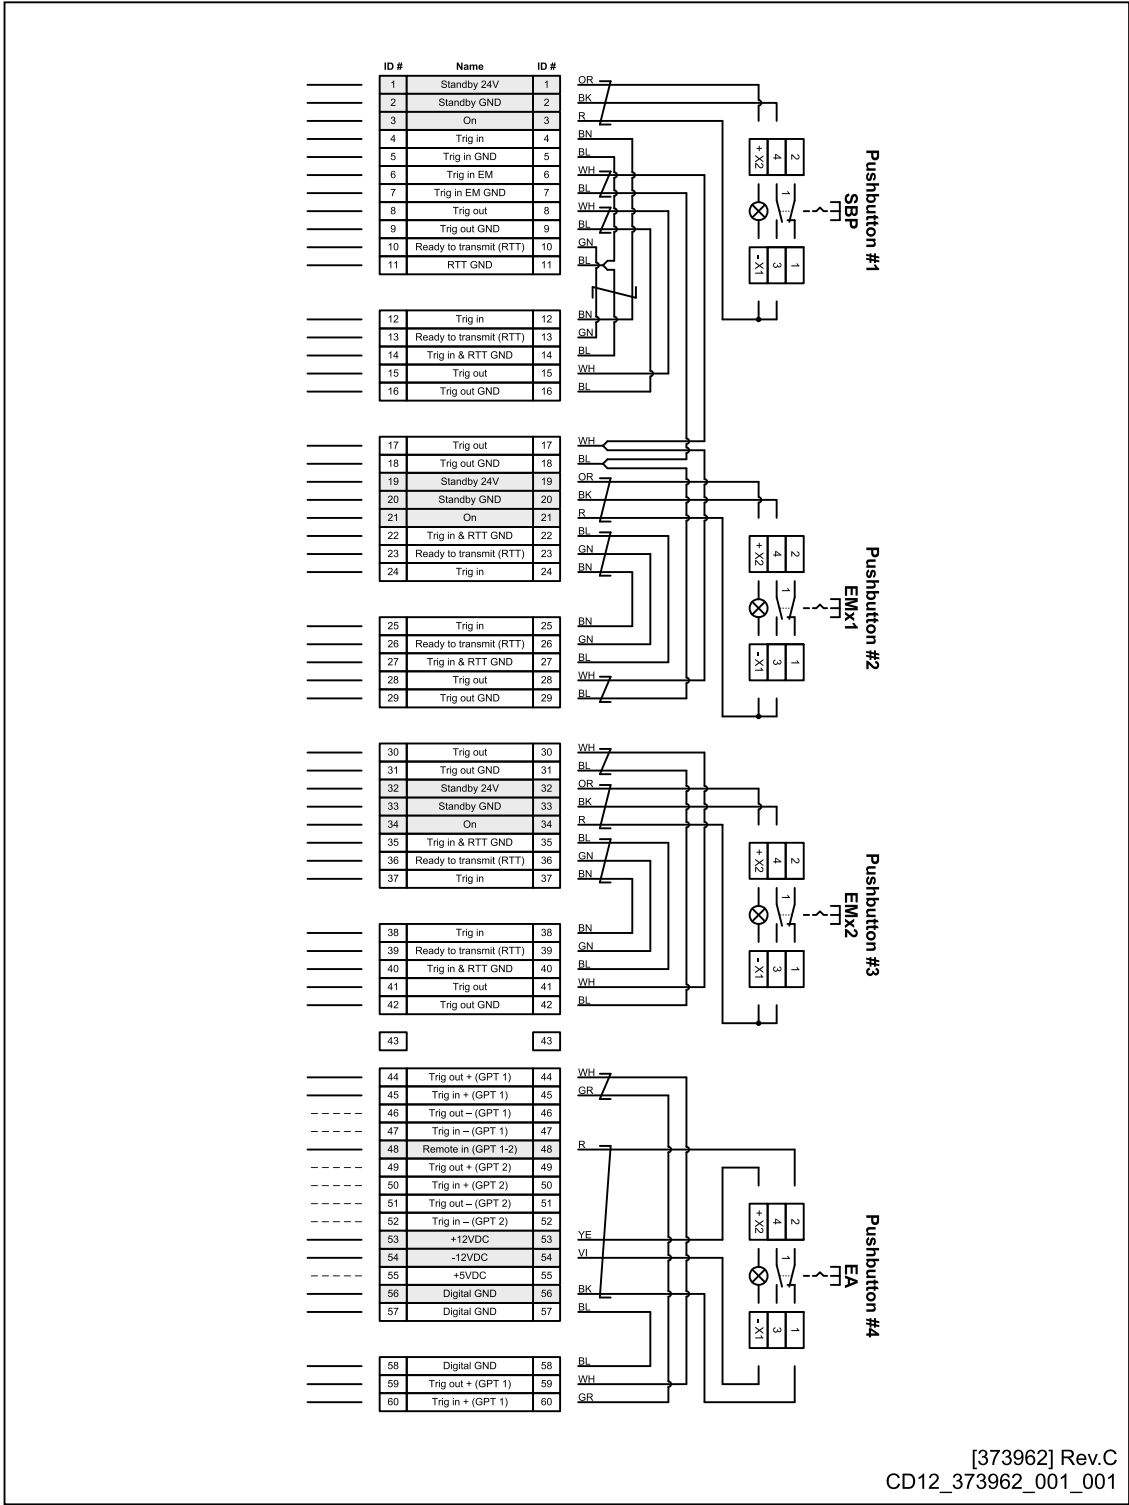 ID # Name ID #
1 Standby 24V 1 OR
2 Standby GND 2 BK
3 On 3 R
4 Trig in 4 BN
5 Trig in GND 5 BL
6 Trig in EM 6 WH
7 Trig in EM GND 7 BL
8 Trig out 8 WH
9 Trig out GND 9 BL
10 Ready to transmit (RTT) 10 GN
11 RTT GND 11 BL
+ X2 4 2
1
- X1 3 1
Pushbutton #1
SBP
12 Trig in 12 BN
13 Ready to transmit (RTT) 13 GN
14 Trig in & RTT GND 14 BL
15 Trig out 15 WH
16 Trig out GND 16 BL
17 Trig out 17 WH
18 Trig out GND 18 BL
19 Standby 24V 19 OR
20 Standby GND 20 BK
21 On 21 R
22 Trig in & RTT GND 22 BL
23 Ready to transmit (RTT) 23 GN
24 Trig in 24 BN
+ X2 4 2
1
- X1 3 1
Pushbutton #2
EMx1
25 Trig in 25 BN
26 Ready to transmit (RTT) 26 GN
27 Trig in & RTT GND 27 BL
28 Trig out 28 WH
29 Trig out GND 29 BL
30 Trig out 30 WH
31 Trig out GND 31 BL
32 Standby 24V 32 OR
33 Standby GND 33 BK
34 On 34 R
35 Trig in & RTT GND 35 BL
36 Ready to transmit (RTT) 36 GN
37 Trig in 37 BN
+ X2 4 2
1
- X1 3 1
Pushbutton #3
EMx2
38 Trig in 38 BN
39 Ready to transmit (RTT) 39 GN
40 Trig in & RTT GND 40 BL
41 Trig out 41 WH
42 Trig out GND 42 BL
43 43
44 Trig out + (GPT 1) 44 WH
45 Trig in + (GPT 1) 45 GR
46 Trig out – (GPT 1) 46
47 Trig in – (GPT 1) 47
48 Remote in (GPT 1-2) 48 R
49 Trig out + (GPT 2) 49
50 Trig in + (GPT 2) 50
51 Trig out – (GPT 2) 51
52 Trig in – (GPT 2) 52
53 +12VDC 53 YE
54 -12VDC 54 VI
55 +5VDC 55
56 Digital GND 56 BK
57 Digital GND 57 BL
+ X2 4 2
1
- X1 3 1
Pushbutton #4
EA
58 Digital GND 58 BL
59 Trig out + (GPT 1) 59 WH
60 Trig in + (GPT 1) 60 GR
[373962] Rev.C
CD12_373962_001_001